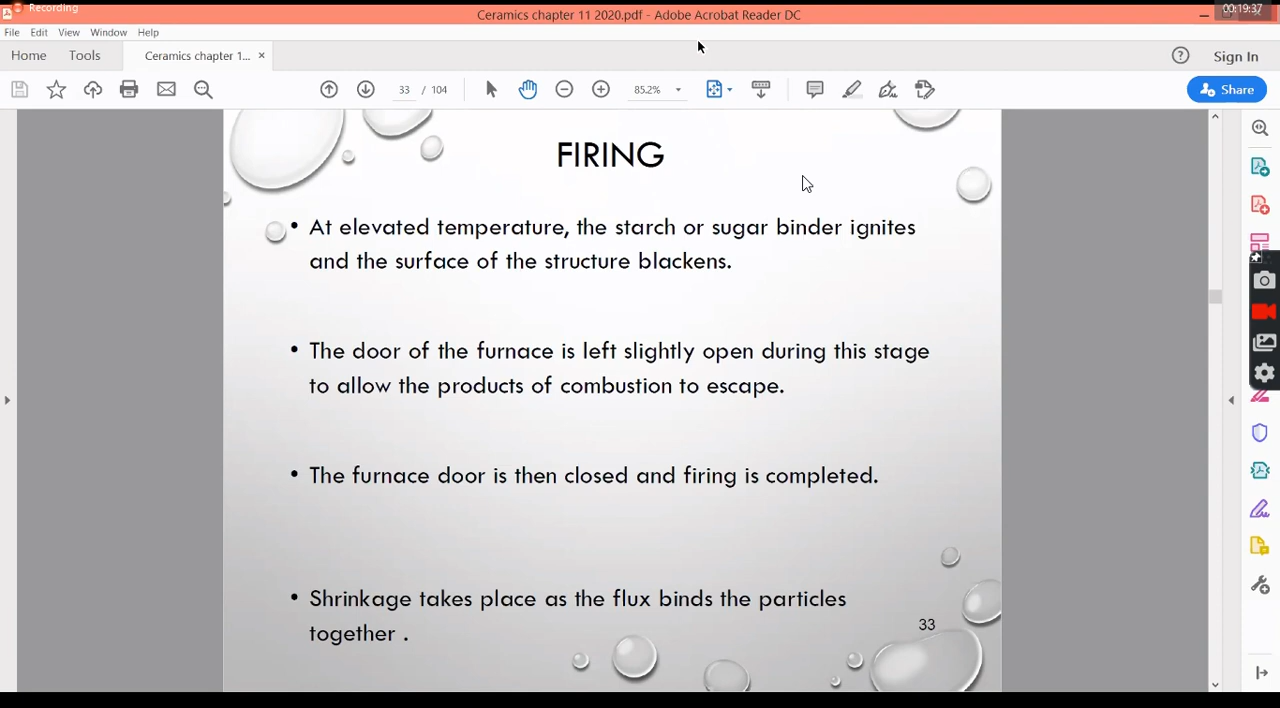 Recording
Ceramics chapter 11 2020.pdf - Adobe Acrobat Reader DC
00:19:37
File Edit View Window Help
Home Tools Ceramics chapter 1... ×
Sign In
33 / 104
85.2%
Share
FIRING
• At elevated temperature, the starch or sugar binder ignites
and the surface of the structure blackens.
• The door of the furnace is left slightly open during this stage
to allow the products of combustion to escape.
• The furnace door is then closed and firing is completed.
• Shrinkage takes place as the flux binds the particles
together .
33